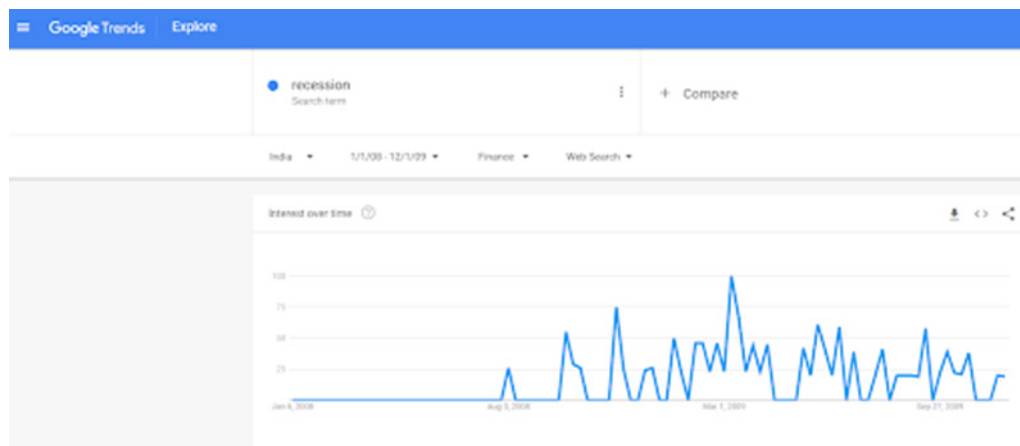 Google Trends Explore
recession
Search term
+ Compare
India 1/1/08 - 12/1/09 Finance Web Search
Interest over time
100
75
50
25
Jan 6, 2008 Aug 3, 2008 Mar 1, 2009 Sep 27, 2009